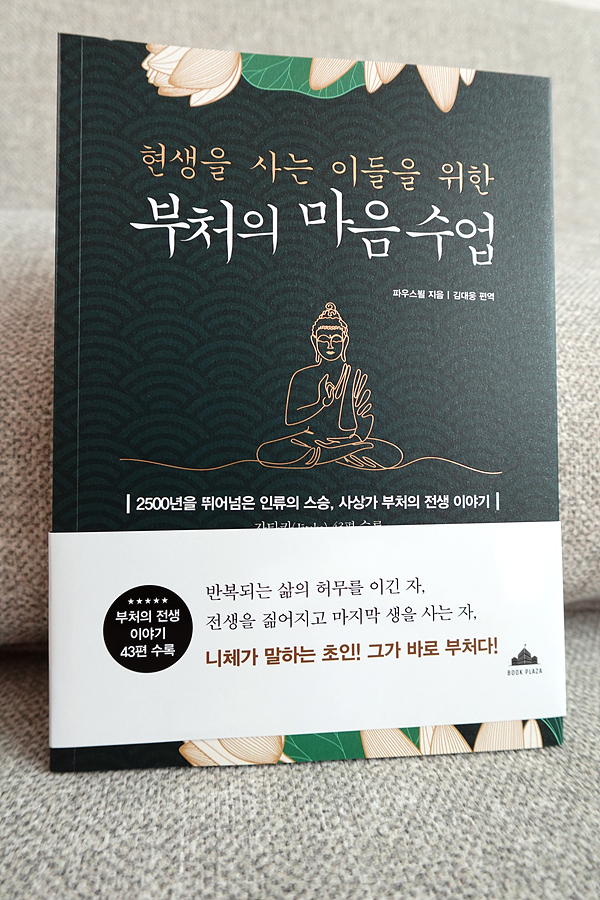 현생을 사는 이들을 위한
부처의 마음 수업
파우스뵐 지음 | 김대웅 편역
| 2500년을 뛰어넘은 인류의 스승, 사상가 부처의 전생 이야기 |
43편 수록
★★★★★
부처의 전생
이야기
43편 수록
반복되는 삶의 허무를 이긴 자,
전생을 짊어지고 마지막 생을 사는 자,
니체가 말하는 초인! 그가 바로 부처다!
BOOK PLAZA